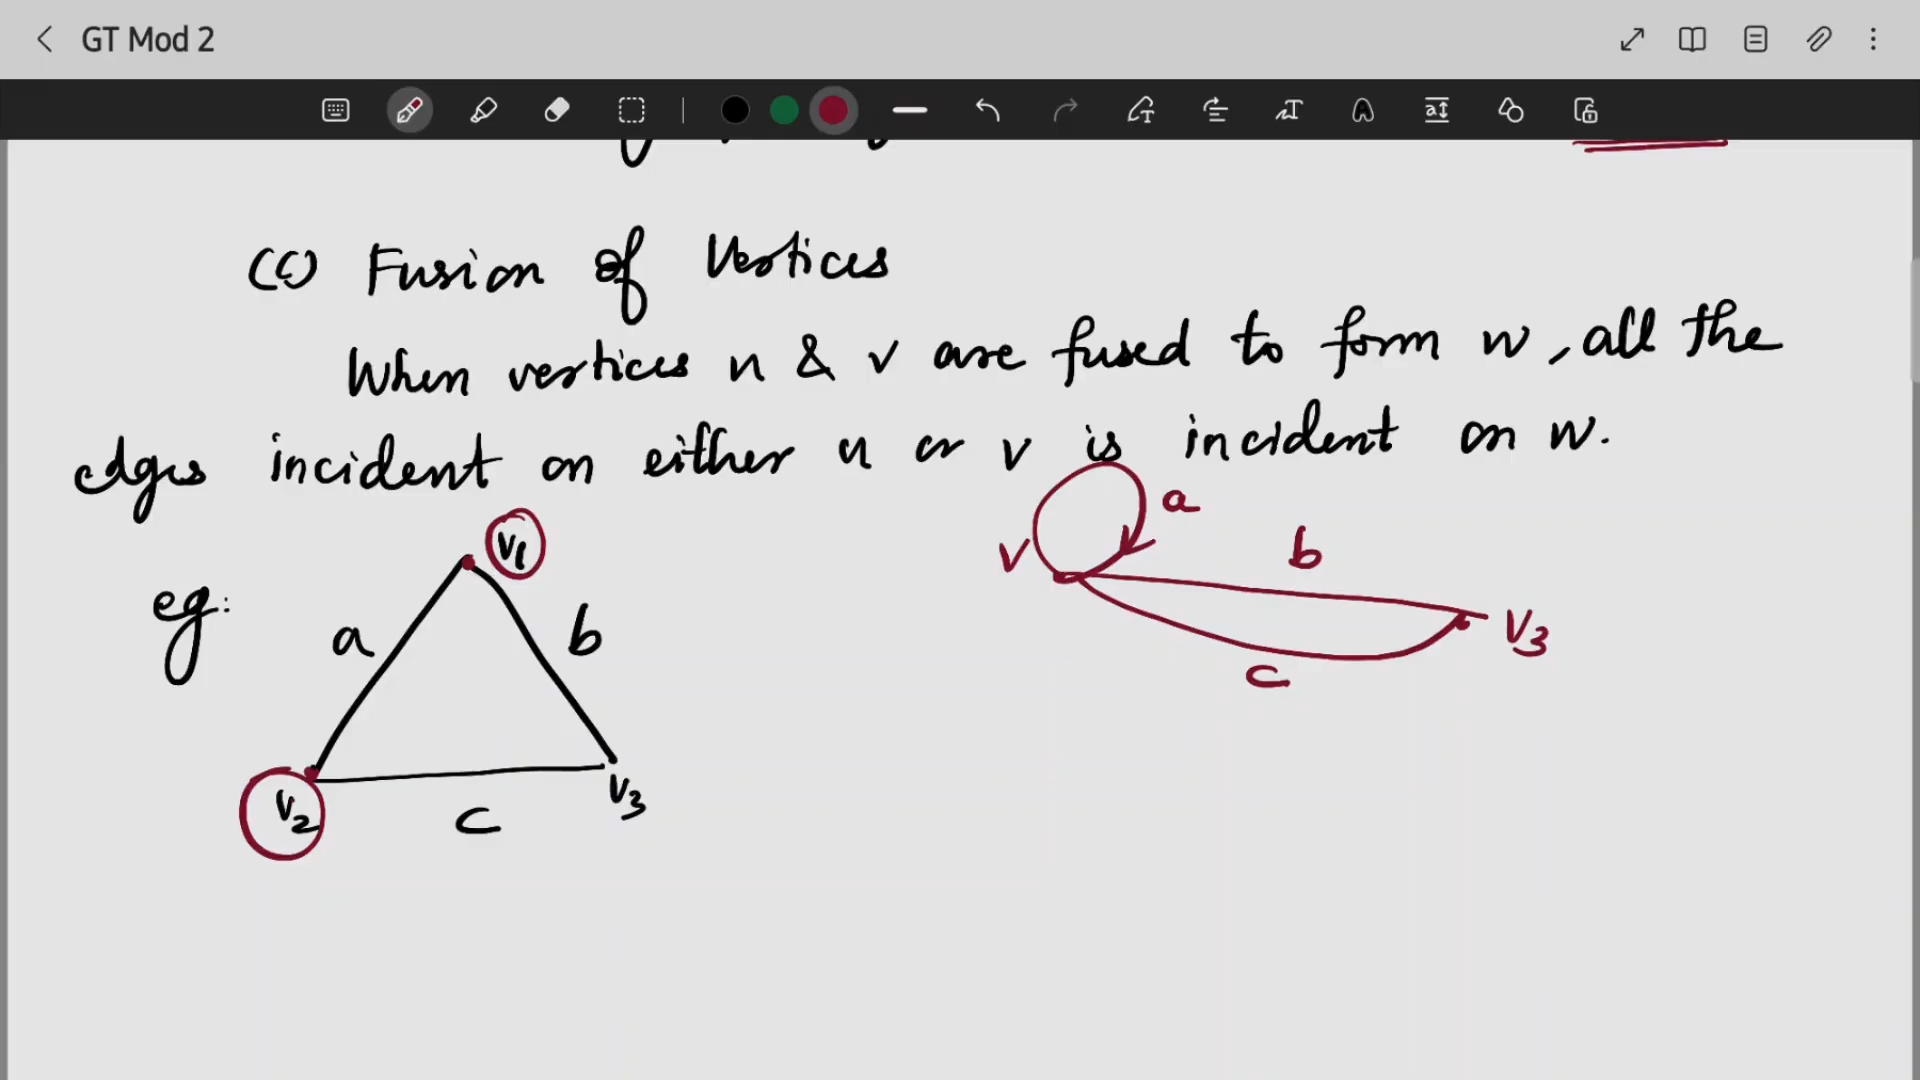 GT Mod 2
(c) Fusion of Vertices
When vertices u & v are fused to form w, all the
edges incident on either u or v is incident on w.
eg:
v1
a
b
v2
c
v3
a
v
b
v3
c